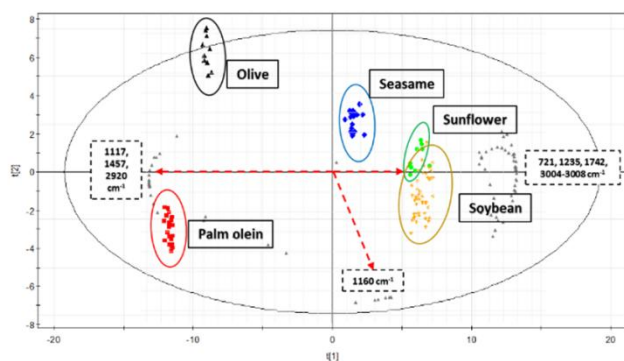 8
6
4
2
0
-2
-4
-6
-8
t[2]
Olive
Seasame
Sunflower
1117,
1457,
2920
cm⁻¹
721, 1235, 1742,
3004-3008 cm⁻¹
Soybean
Palm olein
1160 cm⁻¹
-20
-10
0
10
20
t[1]